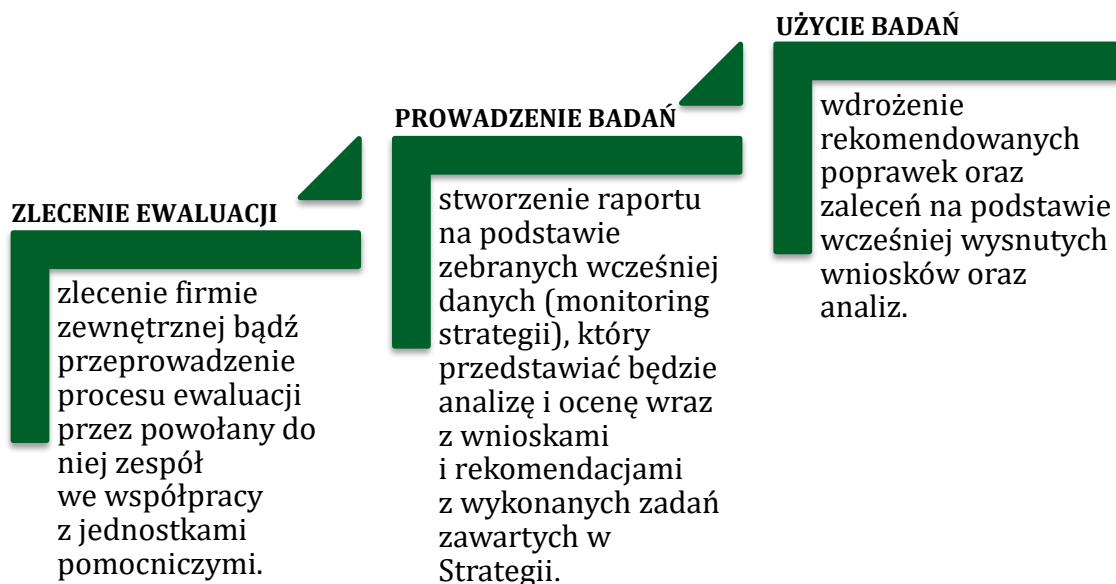 ZLECENIE EWALUACJI
zlecenie firmie
zewnętrznej bądź
przeprowadzenie
procesu ewaluacji
przez powołany do
niej zespół
we współpracy
z jednostkami
pomocniczymi.
PROWADZENIE BADAŃ
stworzenie raportu
na podstawie
zebranych wcześniej
danych (monitoring
strategii), który
przedstawiać będzie
analizę i ocenę wraz
z wnioskami
i rekomendacjami
z wykonanych zadań
zawartych w
Strategii.
UŻYCIE BADAŃ
wdrożenie
rekomendowanych
poprawek oraz
zaleceń na podstawie
wcześniej wysnutych
wniosków oraz
analiz.